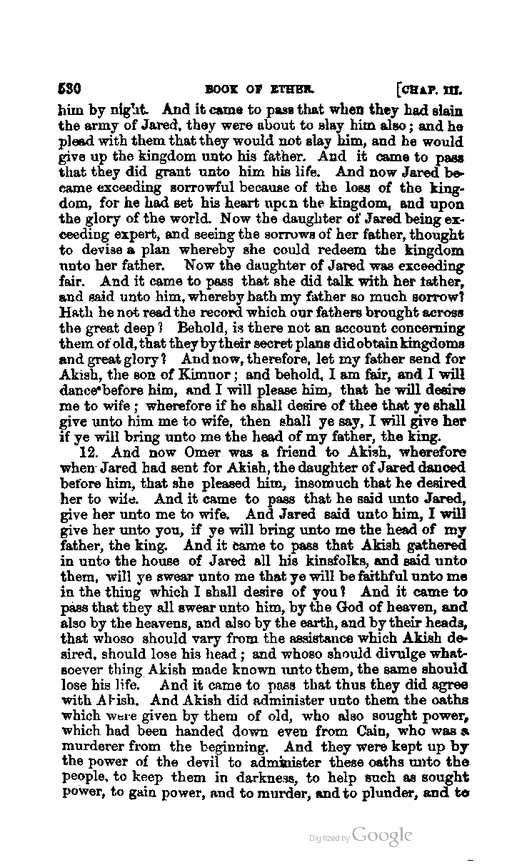 530 BOOK OF ETHER. [CHAP. III.
him by night. And it came to pass that when they had slain
the army of Jared, they were about to slay him also; and he
plead with them that they would not slay him, and he would
give up the kingdom unto his father. And it came to pass
that they did grant unto him his life. And now Jared be-
came exceeding sorrowful because of the loss of the king-
dom, for he had set his heart upon the kingdom, and upon
the glory of the world. Now the daughter of Jared being ex-
ceeding expert, and seeing the sorrows of her father, thought
to devise a plan whereby she could redeem the kingdom
unto her father. Now the daughter of Jared was exceeding
fair. And it came to pass that she did talk with her father,
and said unto him, whereby hath my father so much sorrow?
Hath he not read the record which our fathers brought across
the great deep? Behold, is there not an account concerning
them of old, that they by their secret plans did obtain kingdoms
and great glory? And now, therefore, let my father send for
Akish, the son of Kimnor; and behold, I am fair, and I will
dance before him, and I will please him, that he will desire
me to wife; wherefore if he shall desire of thee that ye shall
give unto him me to wife, then shall ye say, I will give her
if ye will bring unto me the head of my father, the king.
12. And now Omer was a friend to Akish, wherefore
when Jared had sent for Akish, the daughter of Jared danced
before him, that she pleased him, insomuch that he desired
her to wife. And it came to pass that he said unto Jared,
give her unto me to wife. And Jared said unto him, I will
give her unto you, if ye will bring unto me the head of my
father, the king. And it came to pass that Akish gathered
in unto the house of Jared all his kinsfolks, and said unto
them, will ye swear unto me that ye will be faithful unto me
in the thing which I shall desire of you? And it came to
pass that they all swear unto him, by the God of heaven, and
also by the heavens, and also by the earth, and by their heads,
that whoso should vary from the assistance which Akish de-
sired, should lose his head; and whoso should divulge what-
soever thing Akish made known unto them, the same should
lose his life. And it came to pass that thus they did agree
with Akish. And Akish did administer unto them the oaths
which were given by them of old, who also sought power,
which had been handed down even from Cain, who was a
murderer from the beginning. And they were kept up by
the power of the devil to administer these oaths unto the
people, to keep them in darkness, to help such as sought
power, to gain power, and to murder, and to plunder, and to
Digitized by Google